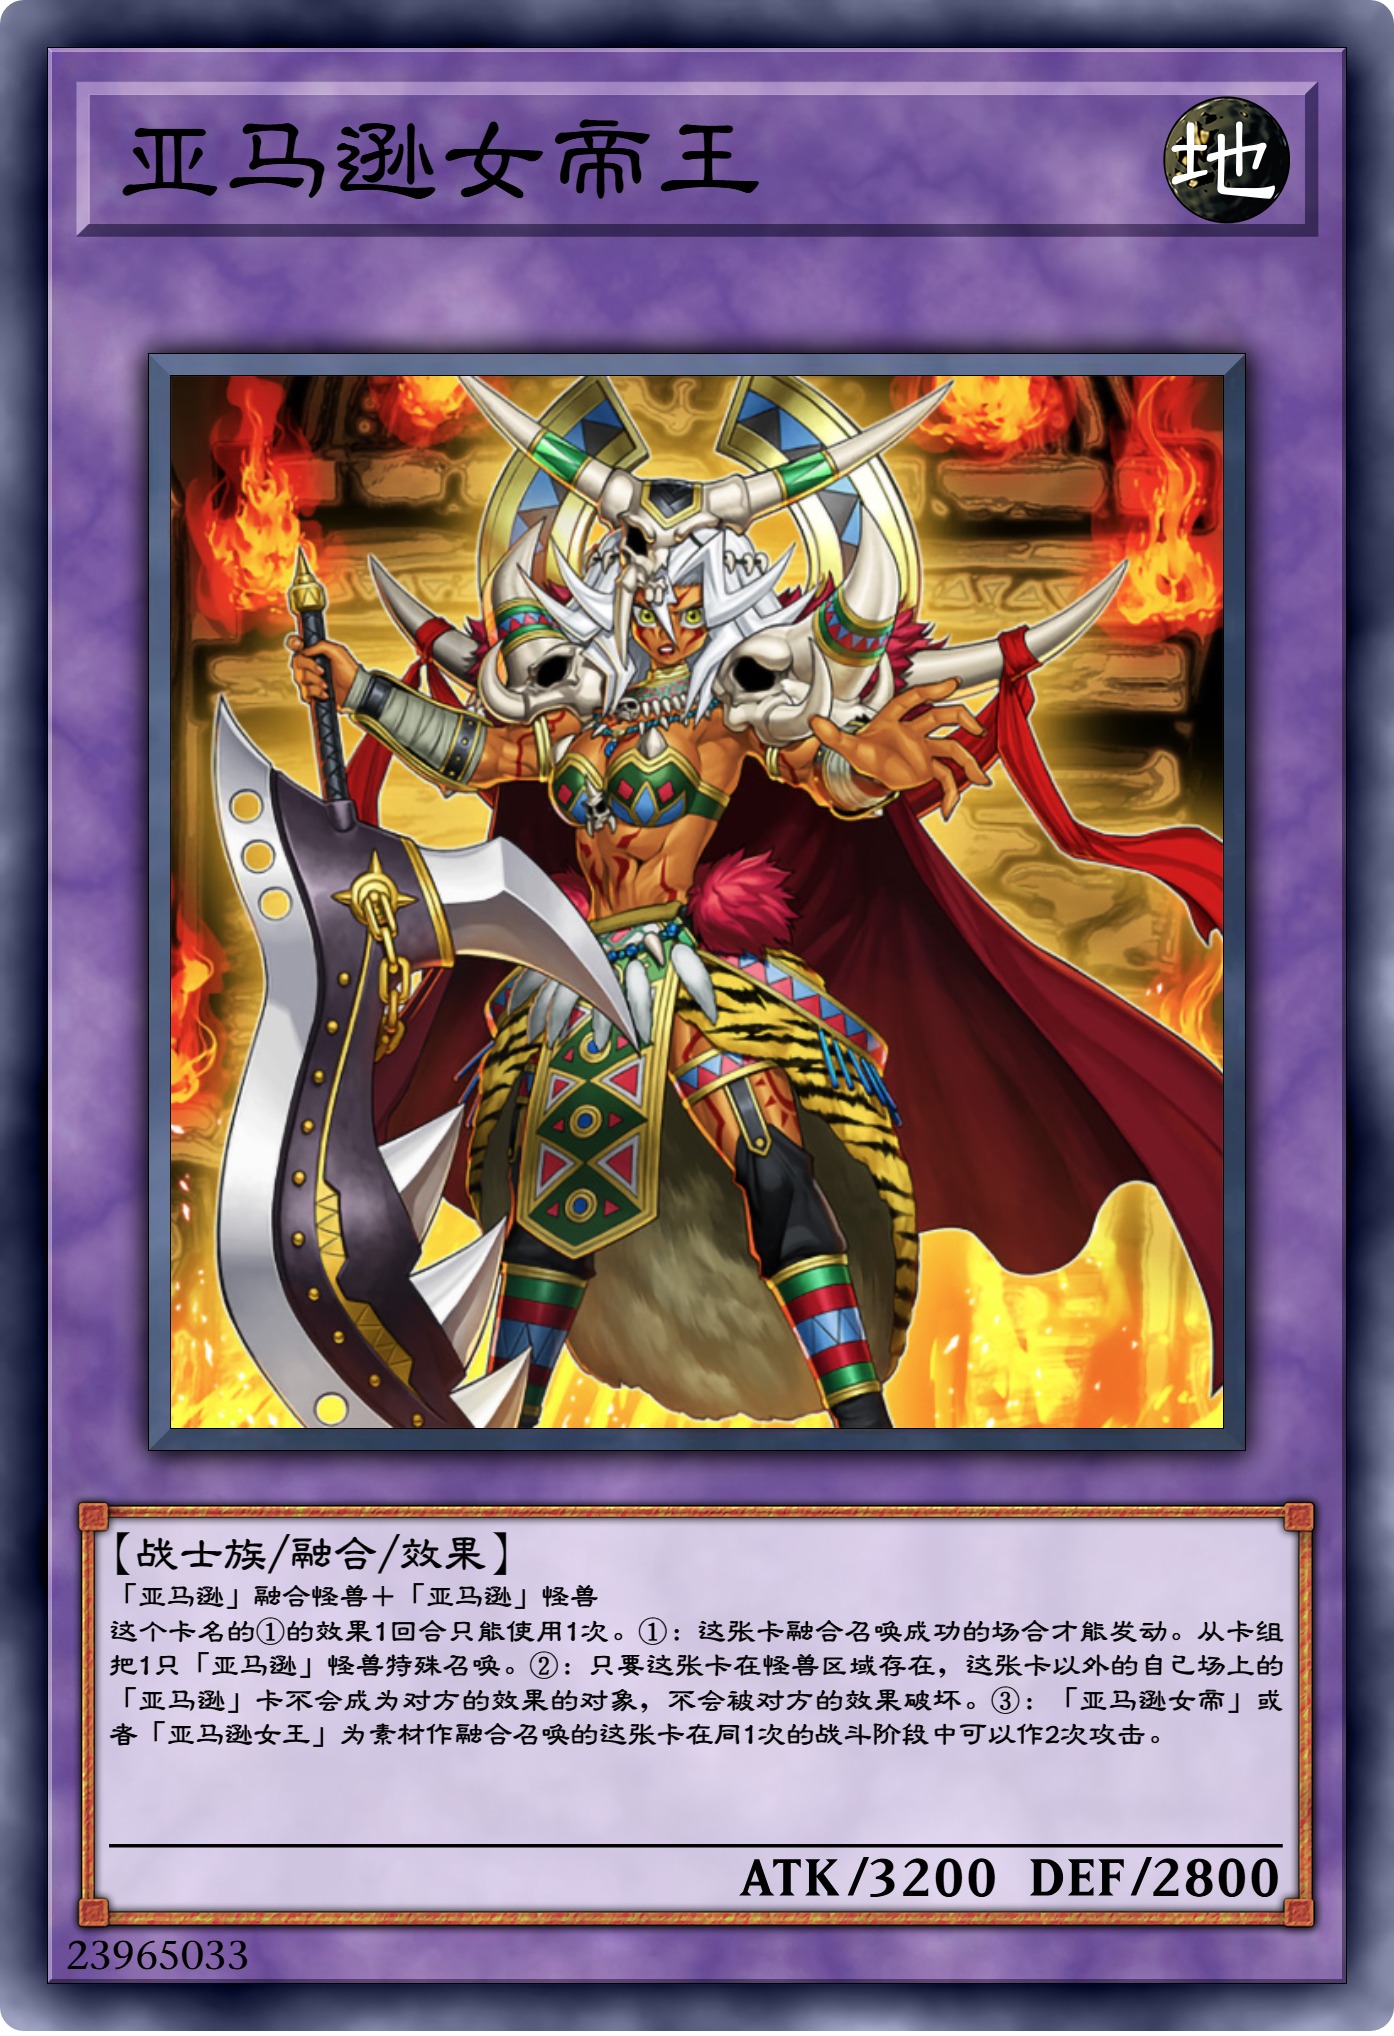 亚马逊女帝王
地
【战士族/融合/效果】
「亚马逊」融合怪兽＋「亚马逊」怪兽
这个卡名的①的效果1回合只能使用1次。①：这张卡融合召唤成功的场合才能发动。从卡组
把1只「亚马逊」怪兽特殊召唤。②：只要这张卡在怪兽区域存在，这张卡以外的自己场上的
「亚马逊」卡不会成为对方的效果的对象，不会被对方的效果破坏。③：「亚马逊女帝」或
者「亚马逊女王」为素材作融合召唤的这张卡在同1次的战斗阶段中可以作2次攻击。
ATK/3200 DEF/2800
23965033